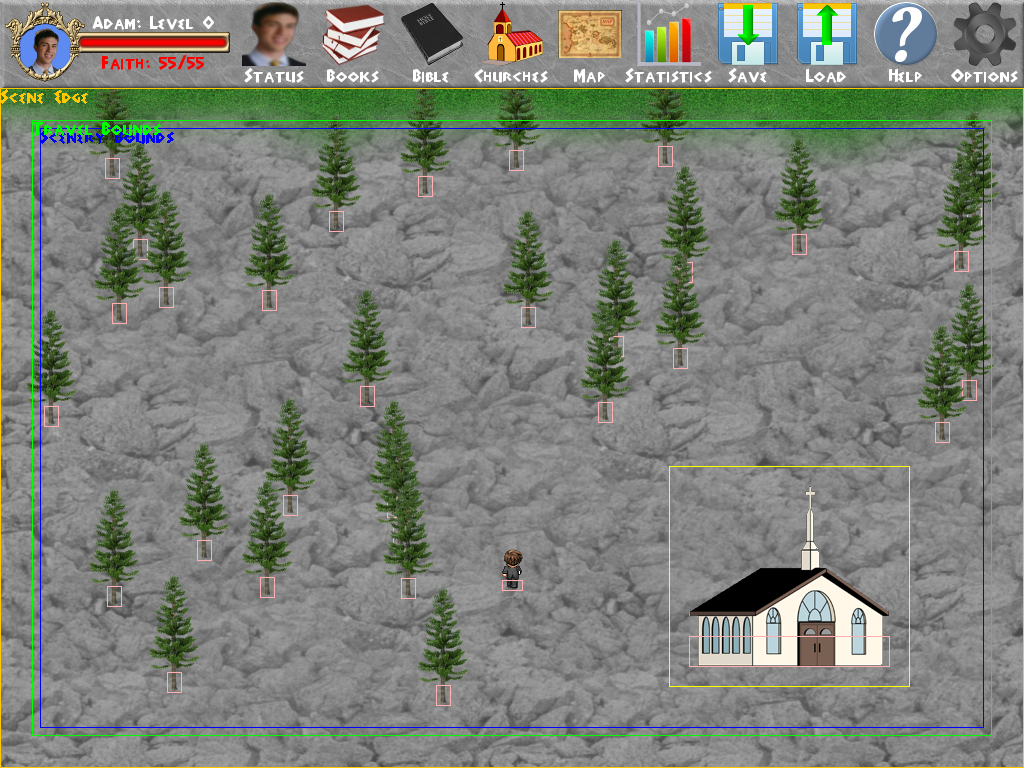 Adam: Level 0
Faith: 55/55
Status
Books
Bible
Churches
Map
Statistics
Save
Load
Help
Options
Scene Edge
Travel Bounds
Scenery Bounds